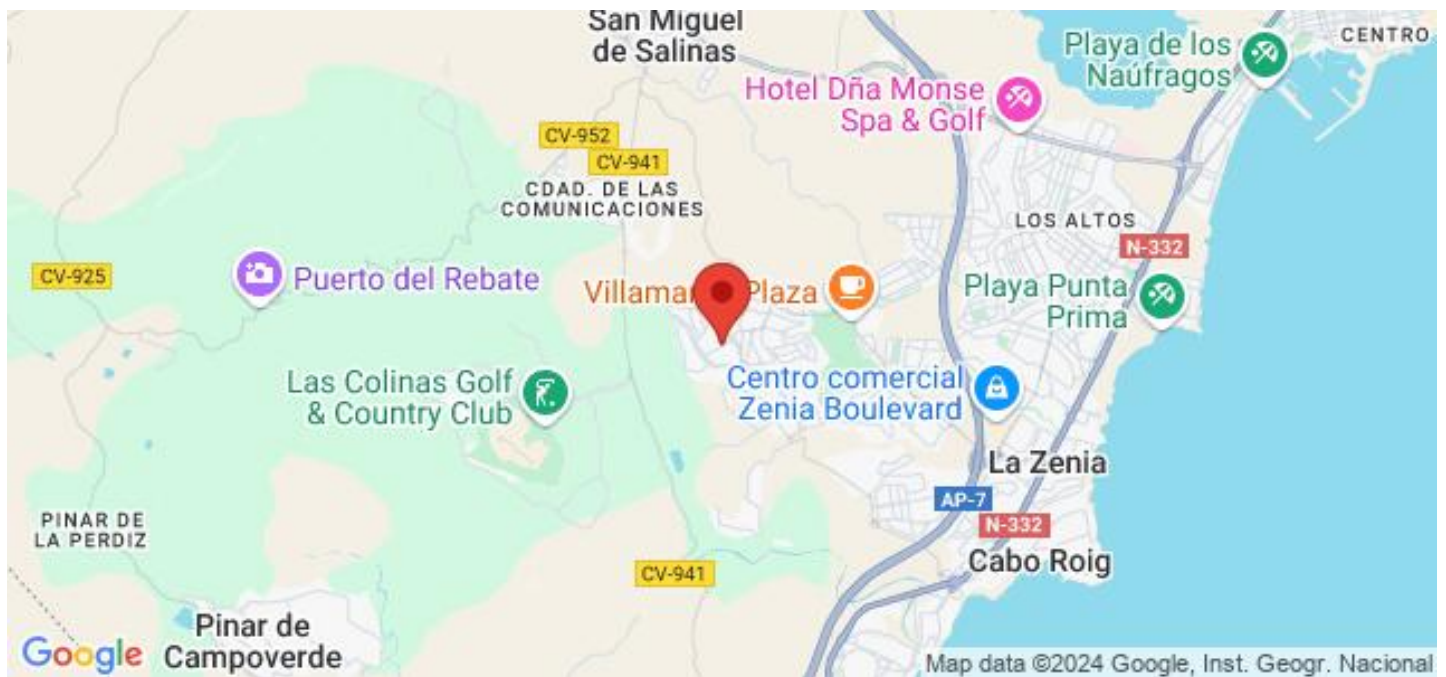 San Miguel
de Salinas
Playa de los
Naúfragos
CENTRO
Hotel Dña Monse
Spa & Golf
CV-952
CV-941
CDAD. DE LAS
COMUNICACIONES
LOS ALTOS
N-332
CV-925
Puerto del Rebate
Villama
Plaza
Playa Punta
Prima
Las Colinas Golf
& Country Club
Centro comercial
Zenia Boulevard
La Zenia
AP-7
N-332
PINAR DE
LA PERDIZ
Cabo Roig
CV-941
Pinar de
Campoverde
Google
Map data ©2024 Google, Inst. Geogr. Nacional